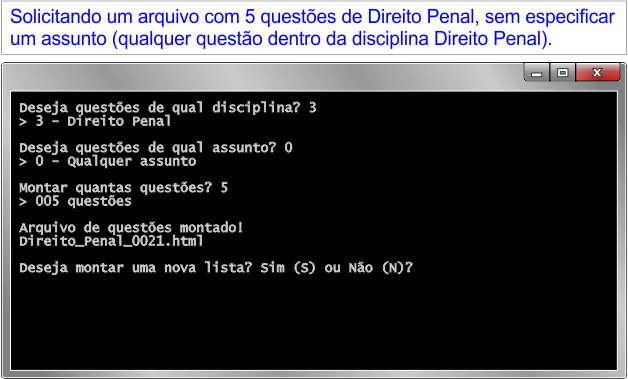 Solicitando um arquivo com 5 questões de Direito Penal, sem especificar
um assunto (qualquer questão dentro da disciplina Direito Penal).
Deseja questões de qual disciplina? 3
> 3 - Direito Penal
Deseja questões de qual assunto? 0
> 0 - Qualquer assunto
Montar quantas questões? 5
> 005 questões
Arquivo de questões montado!
Direito_Penal_0021.html
Deseja montar uma nova lista? Sim (S) ou Não (N)?